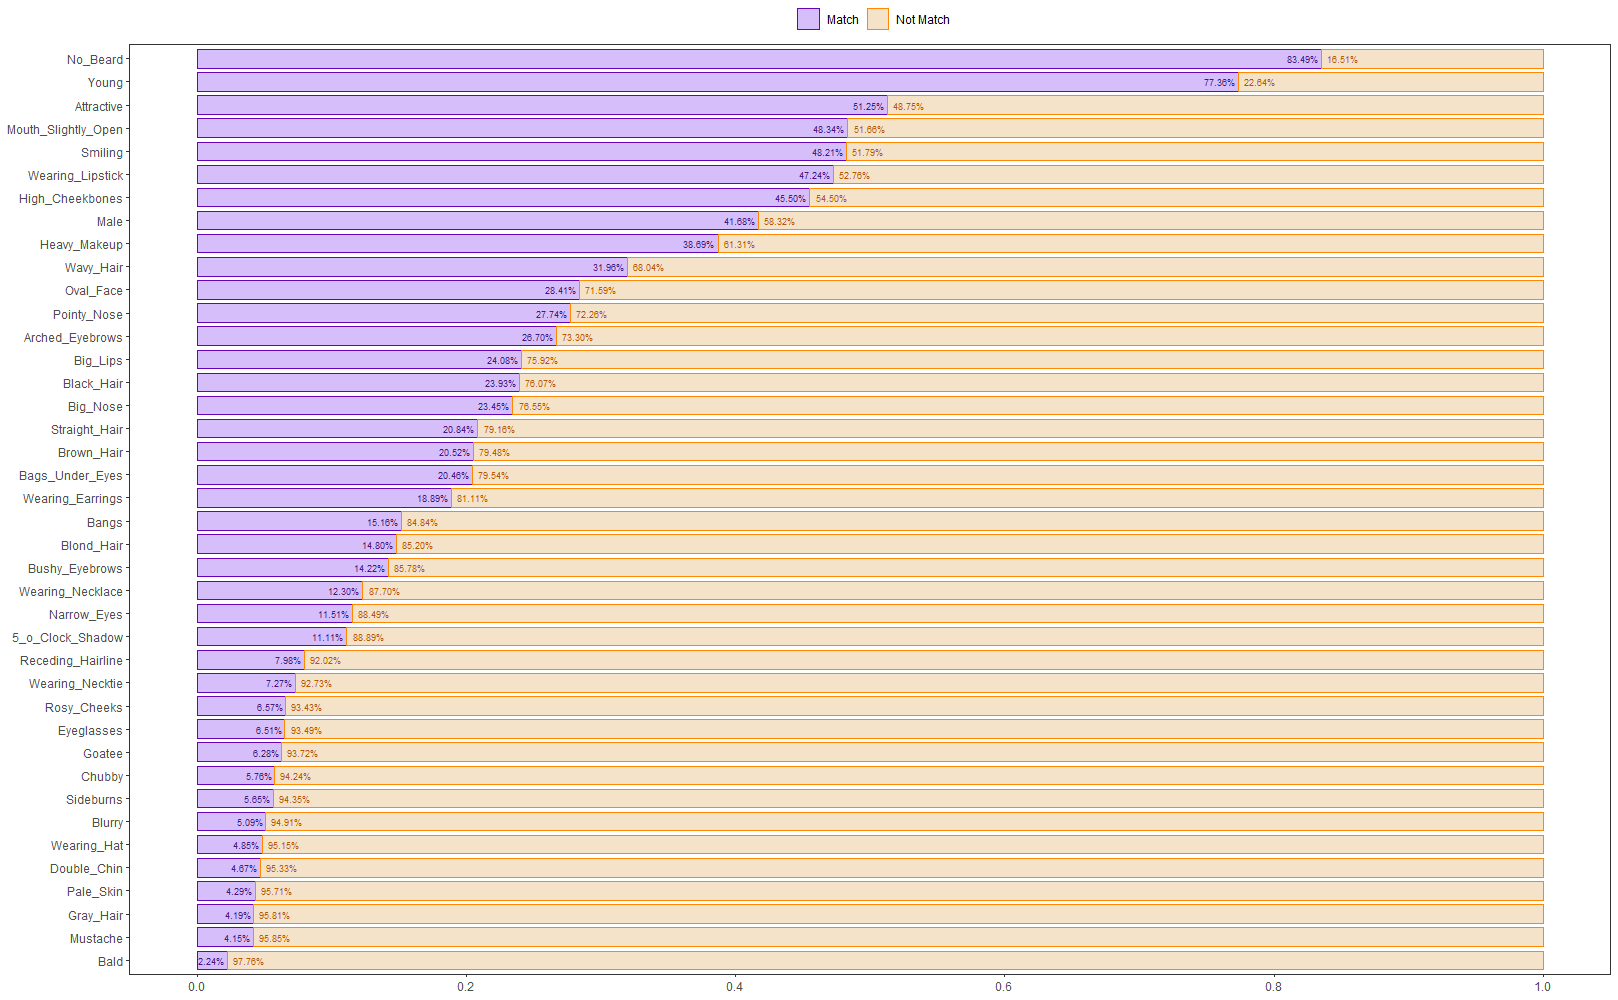 Match Not Match
No_Beard 83.49% 16.51%
Young 77.36% 22.64%
Attractive 51.25% 48.75%
Mouth_Slightly_Open 48.34% 51.66%
Smiling 48.21% 51.79%
Wearing_Lipstick 47.24% 52.76%
High_Cheekbones 45.50% 54.50%
Male 41.68% 58.32%
Heavy_Makeup 38.69% 61.31%
Wavy_Hair 31.96% 68.04%
Oval_Face 28.41% 71.59%
Pointy_Nose 27.74% 72.26%
Arched_Eyebrows 26.70% 73.30%
Big_Lips 24.08% 75.92%
Black_Hair 23.93% 76.07%
Big_Nose 23.45% 76.55%
Straight_Hair 20.84% 79.16%
Brown_Hair 20.52% 79.48%
Bags_Under_Eyes 20.46% 79.54%
Wearing_Earrings 18.89% 81.11%
Bangs 15.16% 84.84%
Blond_Hair 14.80% 85.20%
Bushy_Eyebrows 14.22% 85.78%
Wearing_Necklace 12.30% 87.70%
Narrow_Eyes 11.51% 88.49%
5_o_Clock_Shadow 11.11% 88.89%
Receding_Hairline 7.98% 92.02%
Wearing_Necktie 7.27% 92.73%
Rosy_Cheeks 6.57% 93.43%
Eyeglasses 6.51% 93.49%
Goatee 6.28% 93.72%
Chubby 5.76% 94.24%
Sideburns 5.65% 94.35%
Blurry 5.09% 94.91%
Wearing_Hat 4.85% 95.15%
Double_Chin 4.67% 95.33%
Pale_Skin 4.29% 95.71%
Gray_Hair 4.19% 95.81%
Mustache 4.15% 95.85%
Bald 2.24% 97.76%
0.0 0.2 0.4 0.6 0.8 1.0